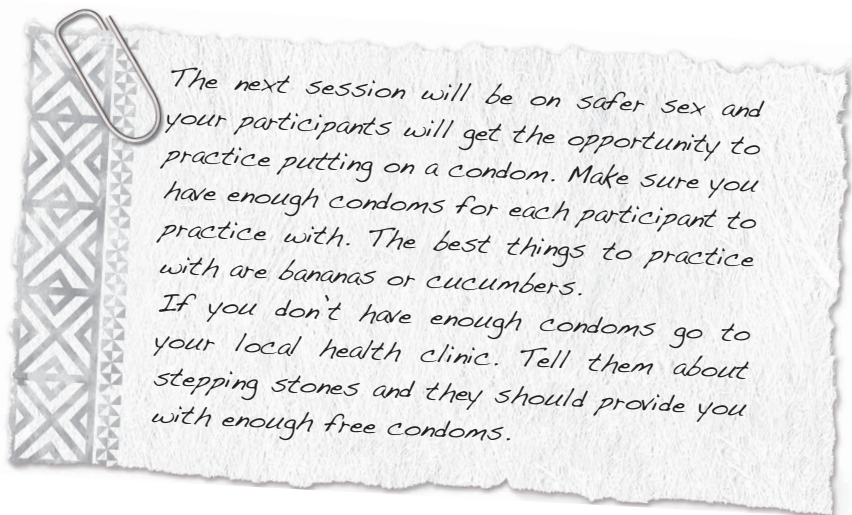 The next session will be on safer sex and
your participants will get the opportunity to
practice putting on a condom. Make sure you
have enough condoms for each participant to
practice with. The best things to practice
with are bananas or cucumbers.
If you don`t have enough condoms go to
your local health clinic. Tell them about
stepping stones and they should provide you
with enough free condoms.